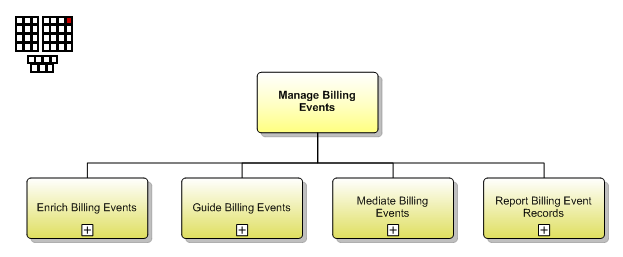 Manage Billing
Events
Enrich Billing Events
Guide Billing Events
Mediate Billing
Events
Report Billing Event
Records